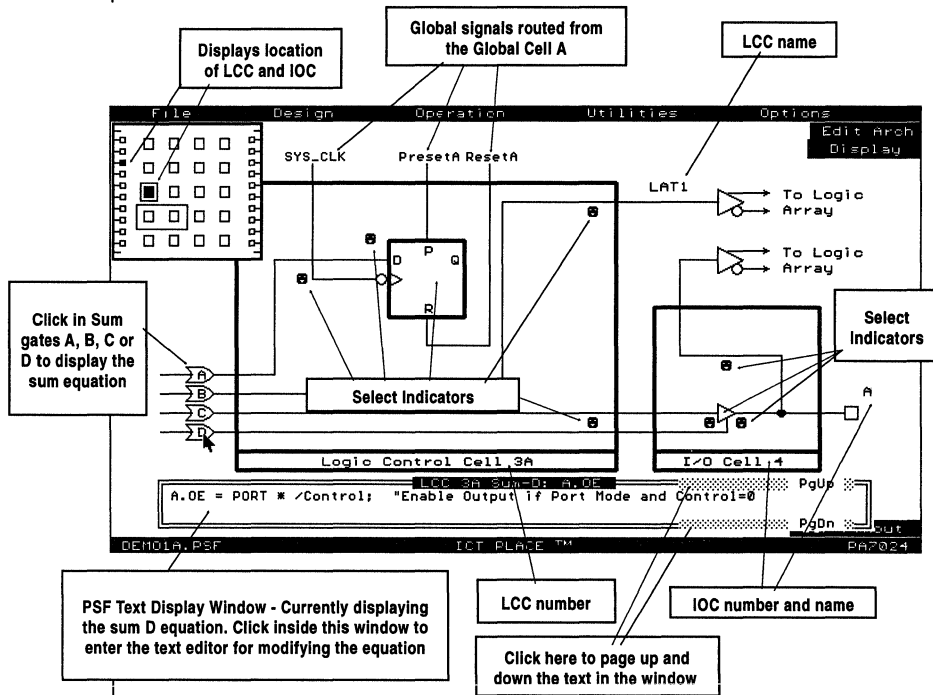 Displays location
of LCC and IOC
Global signals routed from
the Global Cell A
LCC name
File Design Operation Utilities Options
Edit Arch
Display
SYS_CLK PresetA ResetA
LAT1
To Logic
Array
To Logic
Array
P
D Q
R
Click in Sum
gates A, B, C or
D to display the
sum equation
Select
Indicators
A
B
C
D
Select Indicators
A
Logic Control Cell 3A
I/O Cell 4
LCC 3A Sum-D: A.OE
PgUp
A.OE = PORT * /Control; "Enable Output if Port Mode and Control=0
PgDn
out
DEMO1A.PSF ICT PLACE ™ PA7024
PSF Text Display Window - Currently displaying
the sum D equation. Click inside this window to
enter the text editor for modifying the equation
LCC number
IOC number and name
Click here to page up and
down the text in the window